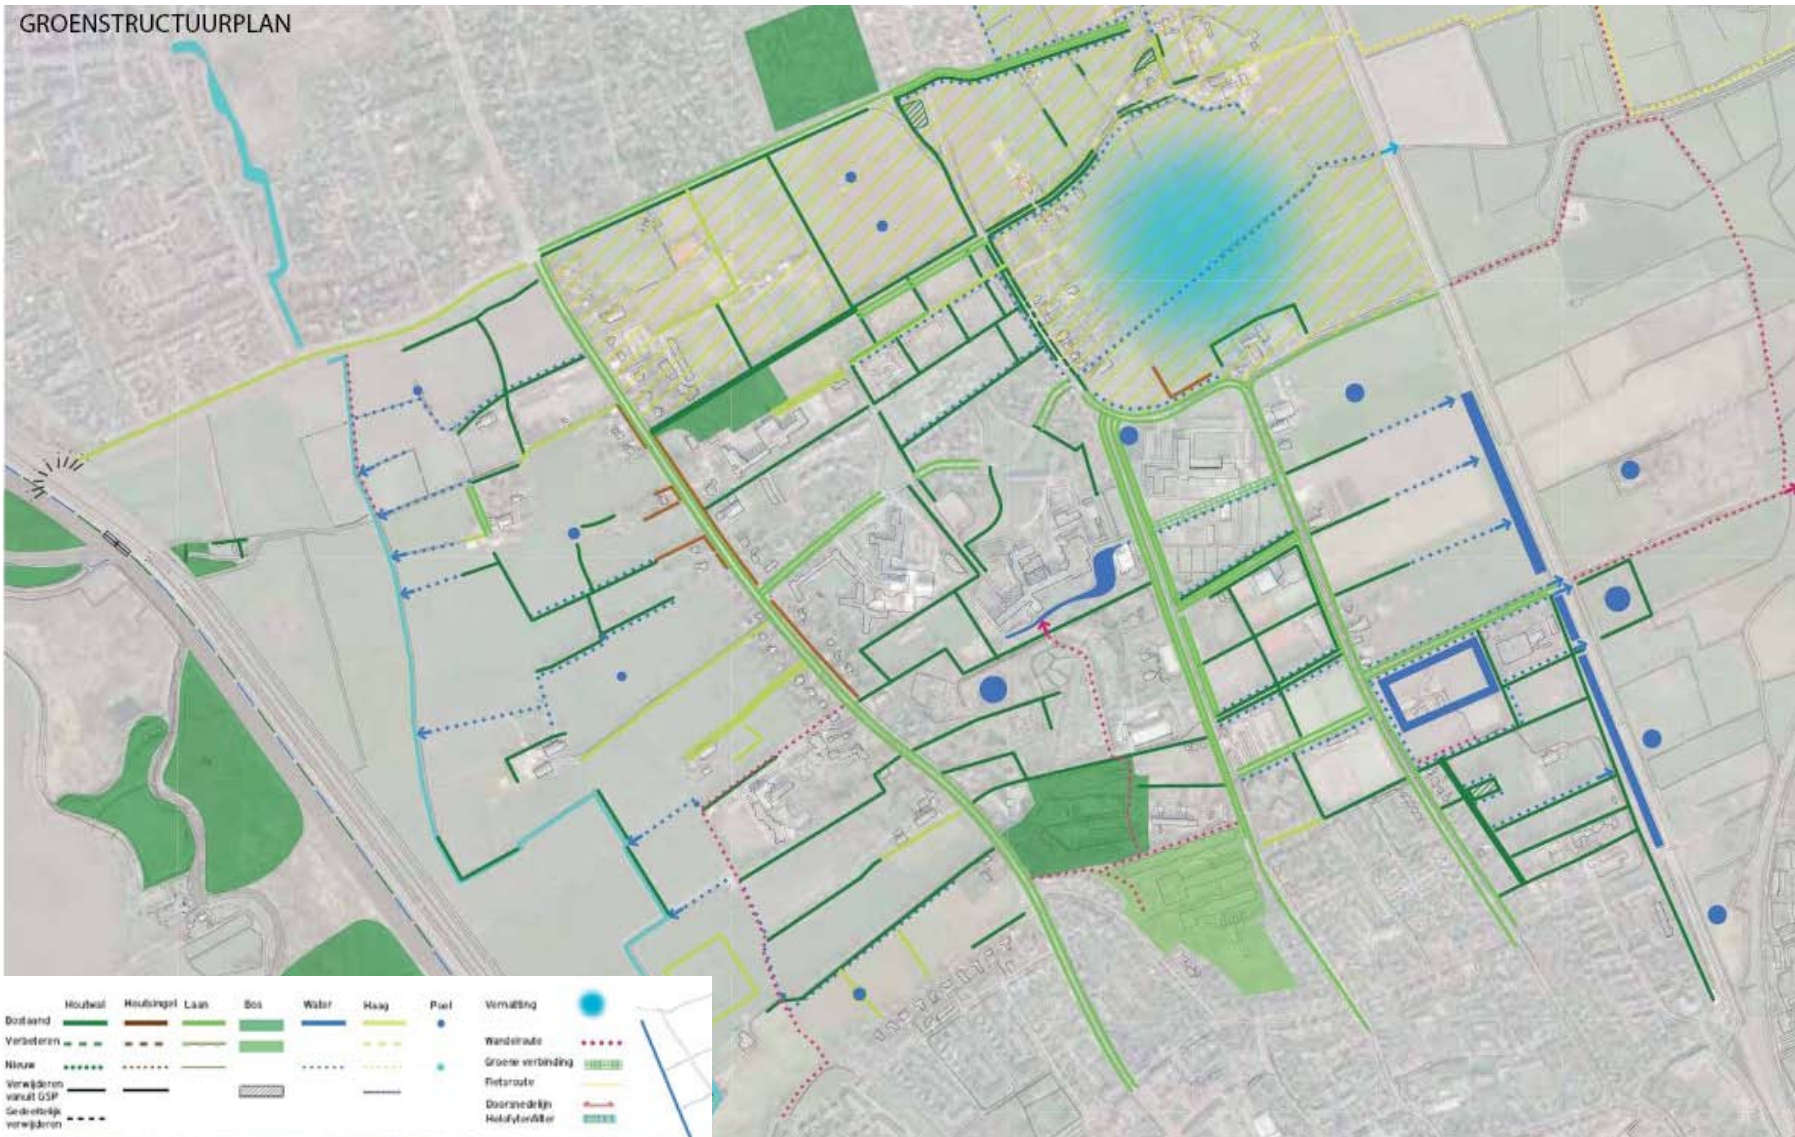 GROENSTRUCTUURPLAN
Houtwal Houtsingel Laan Bos Water Haag Poel Vernatting
Bestaand
Verbeteren
Wandelroute
Nieuw
Groene verbinding
Verwijderen
vanuit GSP
Fietsroute
Gedeeltelijk
verwijderen
Doorsnedelijn
Helofytenfilter